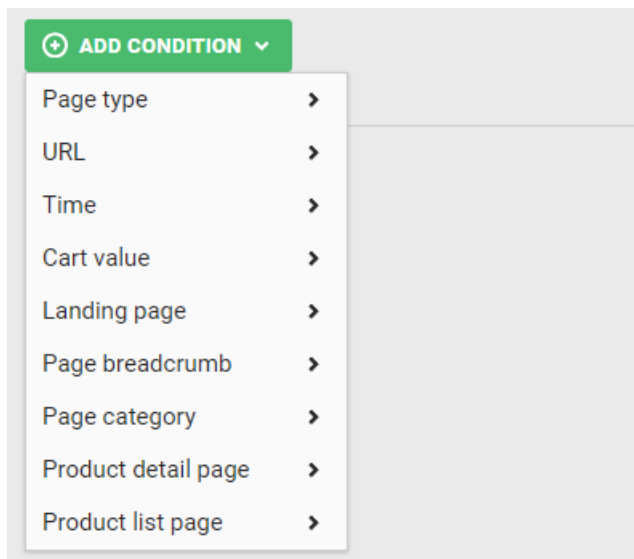 ADD CONDITION
Page type
URL
Time
Cart value
Landing page
Page breadcrumb
Page category
Product detail page
Product list page